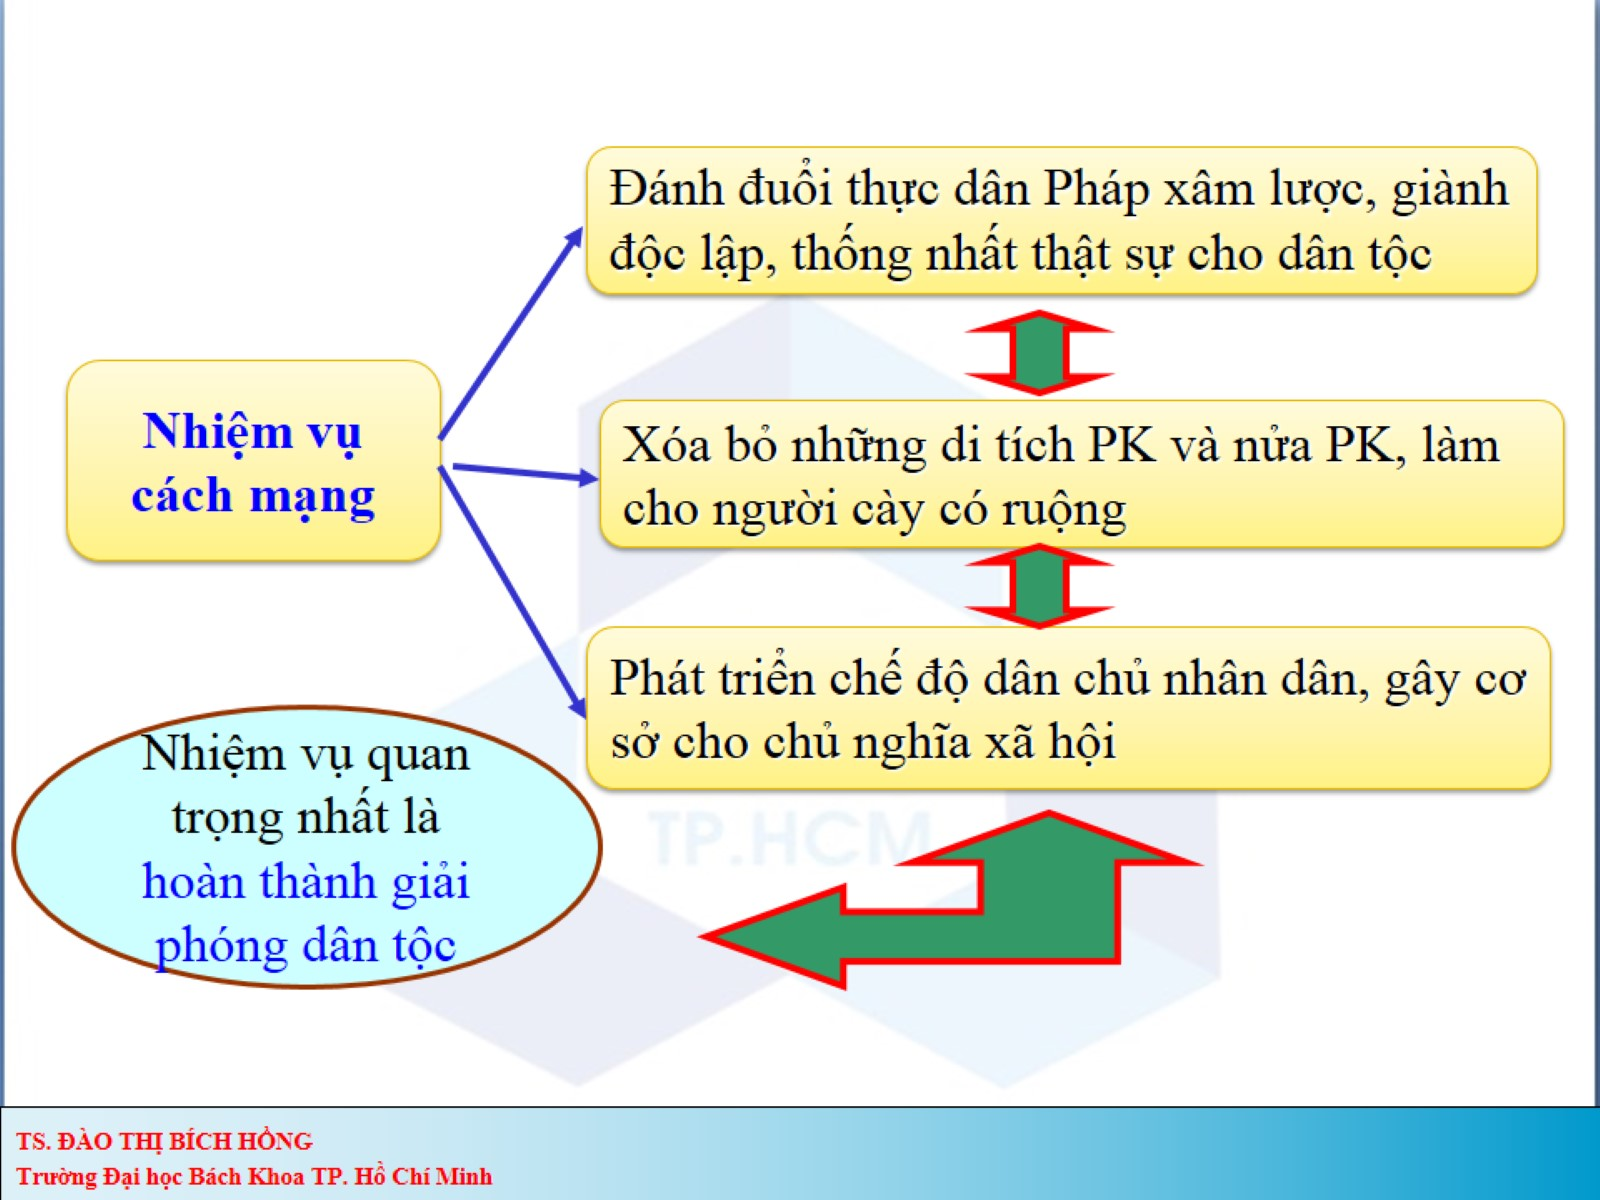 Đánh đuổi thực dân Pháp xâm lược, giành
độc lập, thống nhất thật sự cho dân tộc
Nhiệm vụ
cách mạng
Xóa bỏ những di tích PK và nửa PK, làm
cho người cày có ruộng
Phát triển chế độ dân chủ nhân dân, gây cơ
sở cho chủ nghĩa xã hội
Nhiệm vụ quan
trọng nhất là
hoàn thành giải
phóng dân tộc
TP.HCM
TS. ĐÀO THỊ BÍCH HỒNG
Trường Đại học Bách Khoa TP. Hồ Chí Minh